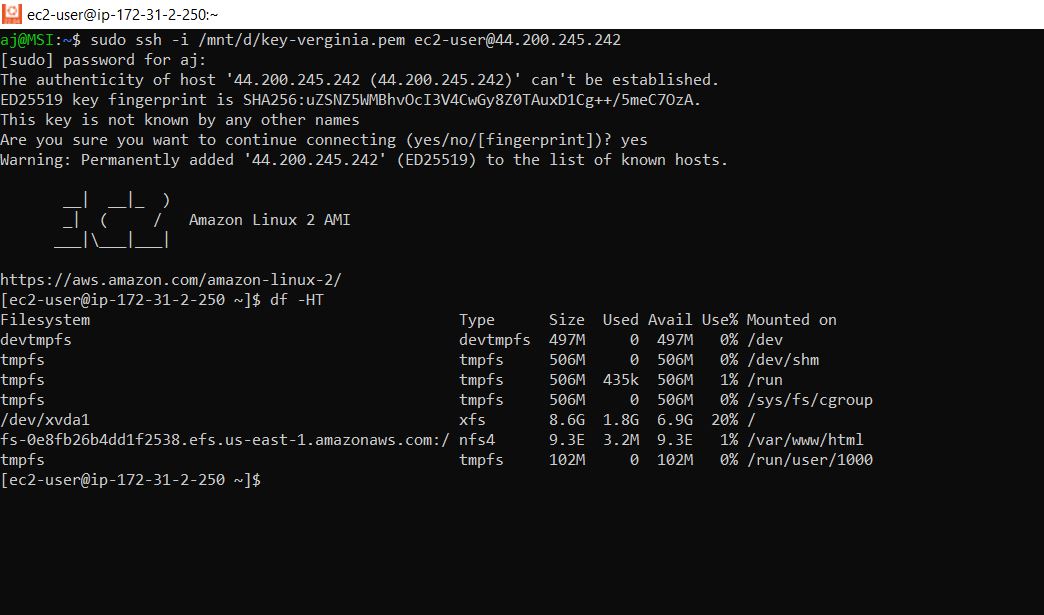 ec2-user@ip-172-31-2-250:~
aj@MSI:~$ sudo ssh -i /mnt/d/key-verginia.pem ec2-user@44.200.245.242
[sudo] password for aj:
The authenticity of host '44.200.245.242 (44.200.245.242)' can't be established.
ED25519 key fingerprint is SHA256:uZSNZ5WMBhvOcI3V4CwGy8Z0TAuxD1Cg++/5meC7OzA.
This key is not known by any other names
Are you sure you want to continue connecting (yes/no/[fingerprint])? yes
Warning: Permanently added '44.200.245.242' (ED25519) to the list of known hosts.
       __|  __|_  )
       _|  (     /   Amazon Linux 2 AMI
      ___|\___|___|
https://aws.amazon.com/amazon-linux-2/
[ec2-user@ip-172-31-2-250 ~]$ df -HT
Filesystem                                         Type      Size  Used Avail Use% Mounted on
devtmpfs                                           devtmpfs  497M     0  497M   0% /dev
tmpfs                                              tmpfs     506M     0  506M   0% /dev/shm
tmpfs                                              tmpfs     506M  435k  506M   1% /run
tmpfs                                              tmpfs     506M     0  506M   0% /sys/fs/cgroup
/dev/xvda1                                         xfs       8.6G  1.8G  6.9G  20% /
fs-0e8fb26b4dd1f2538.efs.us-east-1.amazonaws.com:/ nfs4      9.3E  3.2M  9.3E   1% /var/www/html
tmpfs                                              tmpfs     102M     0  102M   0% /run/user/1000
[ec2-user@ip-172-31-2-250 ~]$